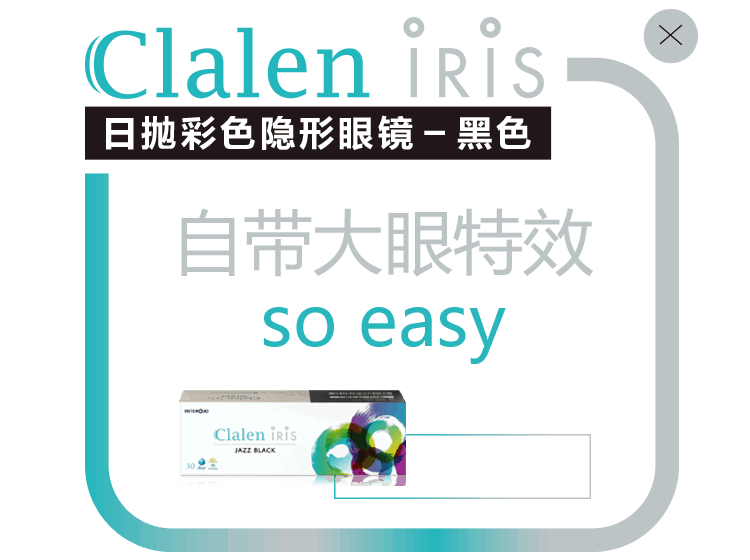 Clalen iRiS
日抛彩色隐形眼镜－黑色
自带大眼特效
so easy
INTEROJO
Clalen iRiS
JAZZ BLACK
30